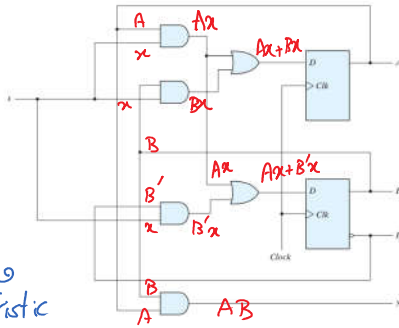 A Ax
x
Ax+Bx
D
A
Clk
x Bx
B
Ax
Ax+B'x
B'
D
Clk
x B'x
Clock
B
AB
A
istic